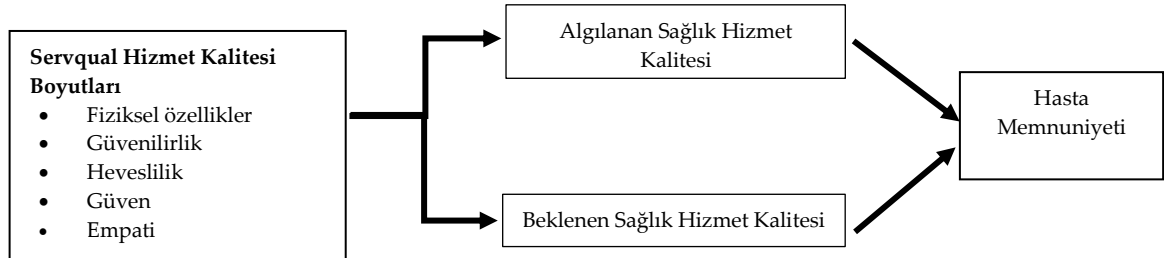 Servqual Hizmet Kalitesi
Boyutları
• Fiziksel özellikler
• Güvenilirlik
• Heveslilik
• Güven
• Empati
Algılanan Sağlık Hizmet
Kalitesi
Beklenen Sağlık Hizmet Kalitesi
Hasta
Memnuniyeti